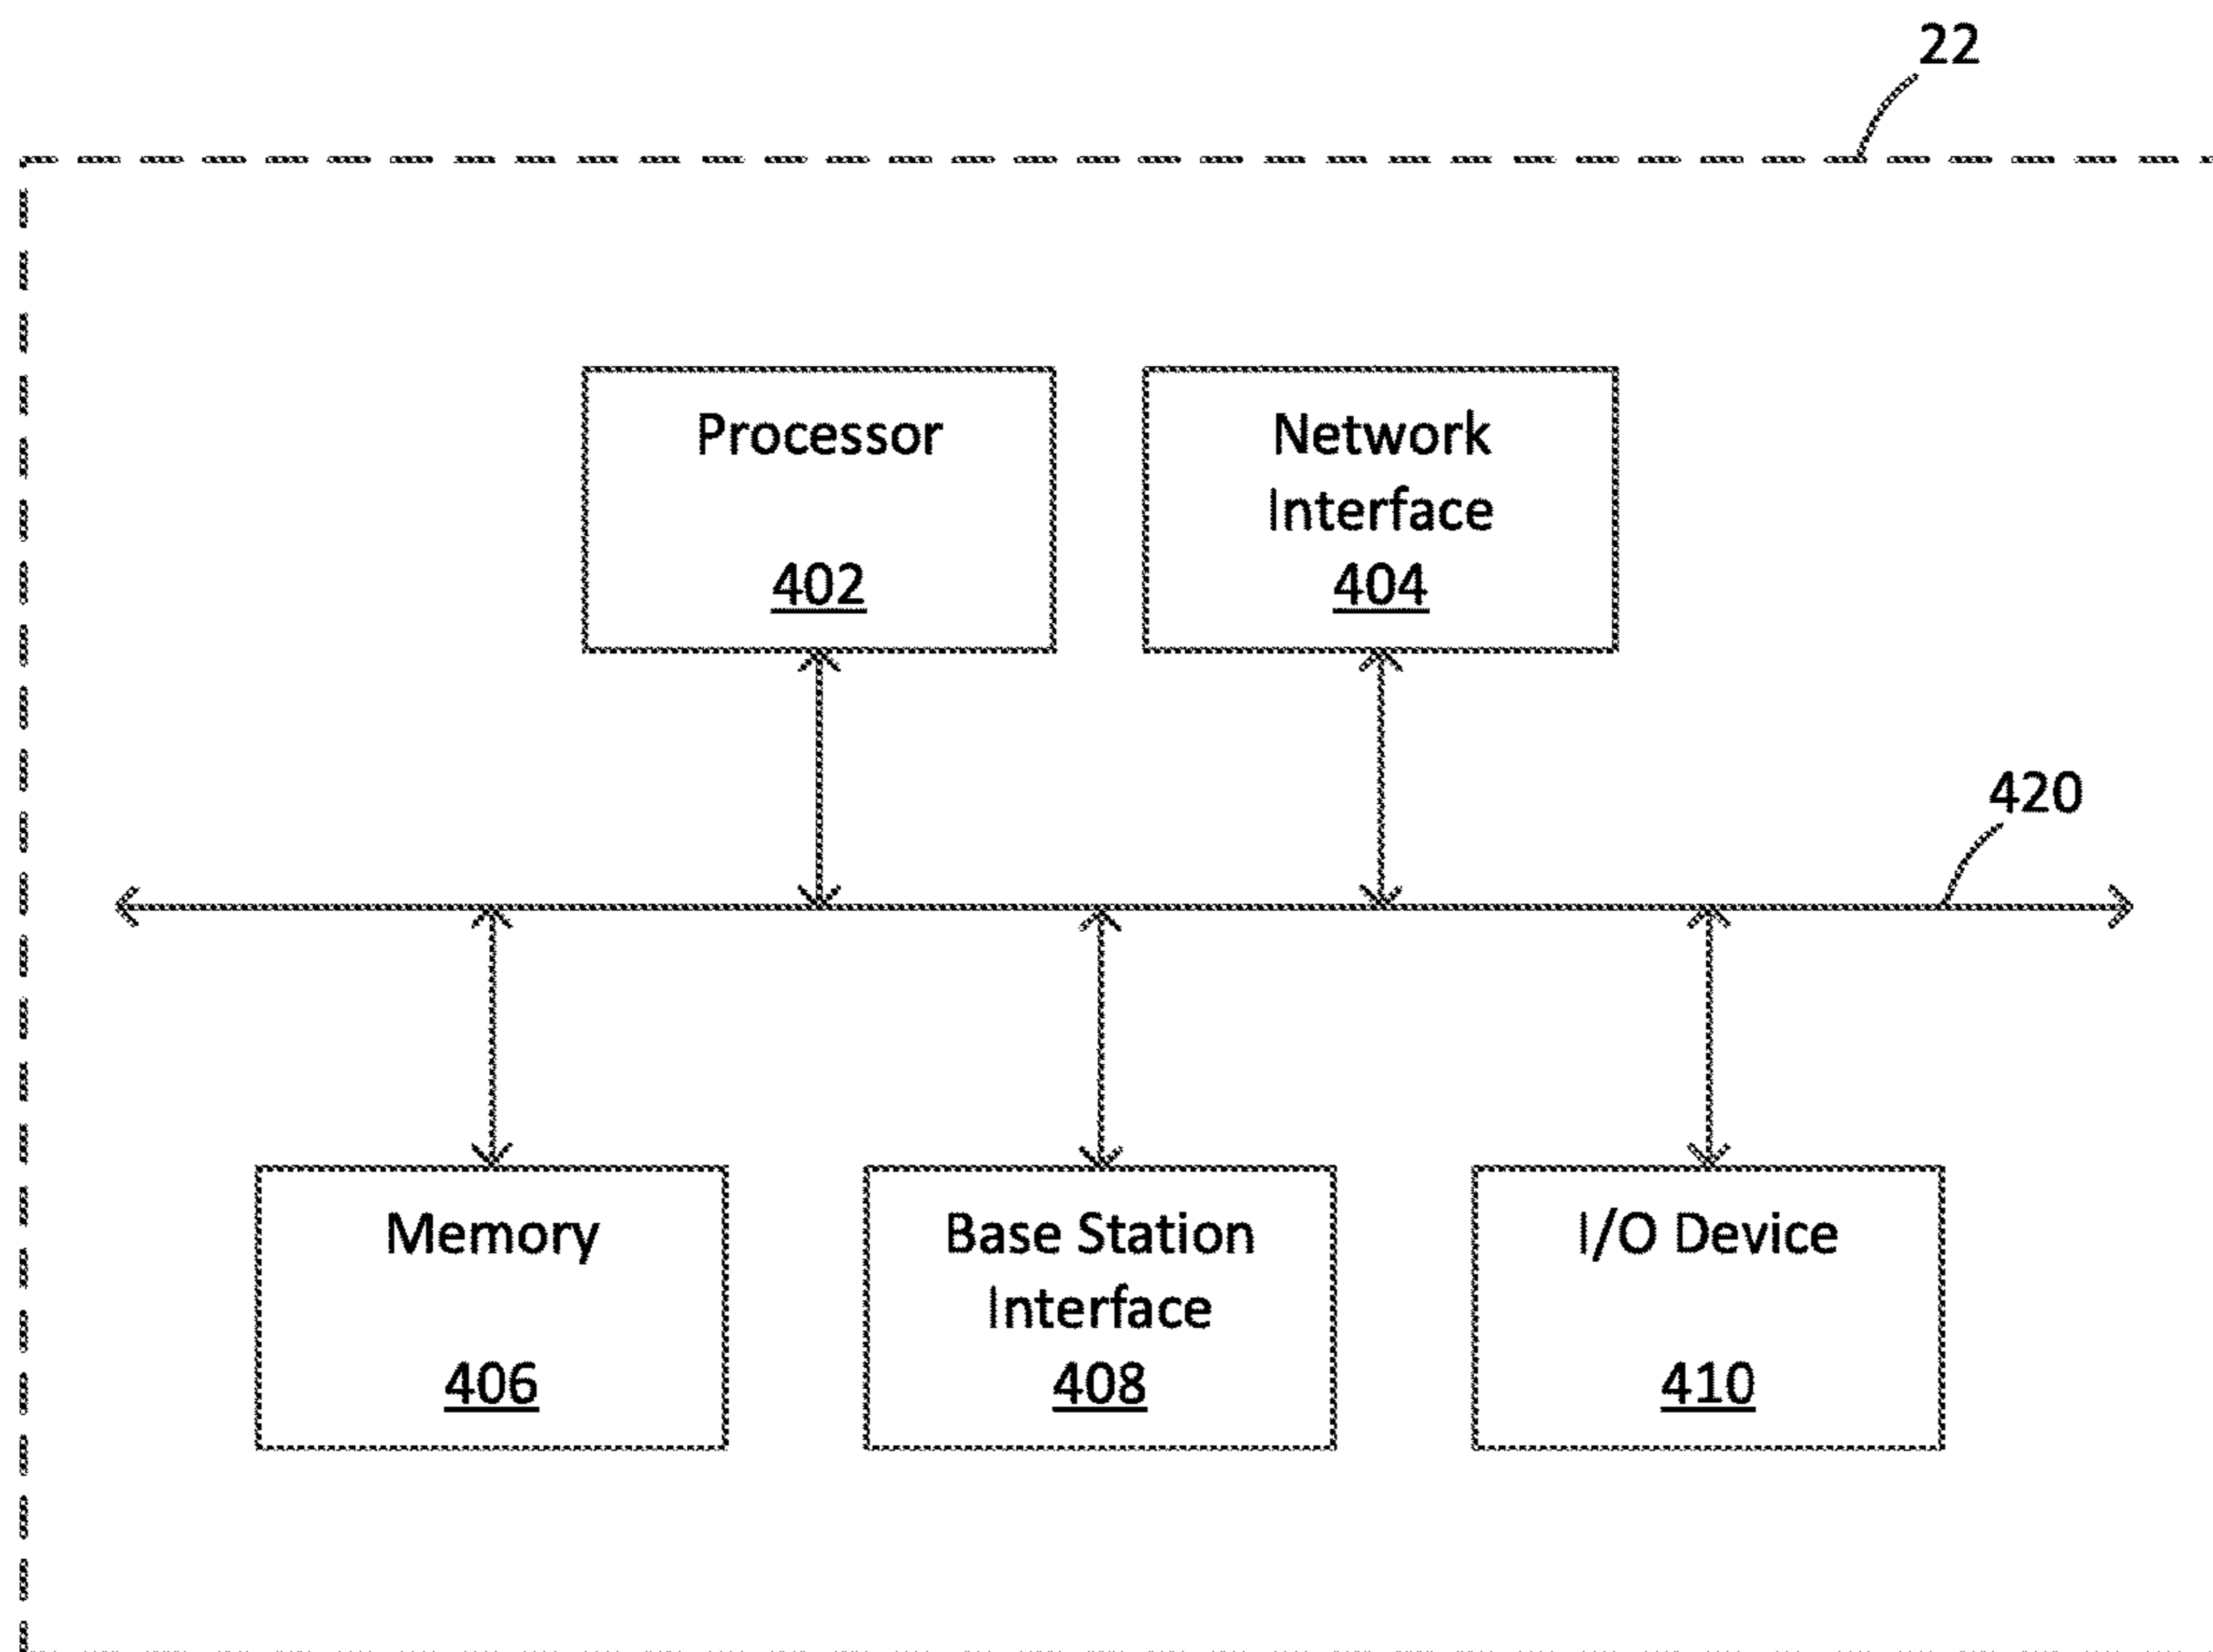 22
Processor
402
Network
Interface
404
420
Memory
406
Base Station
Interface
408
I/O Device
410